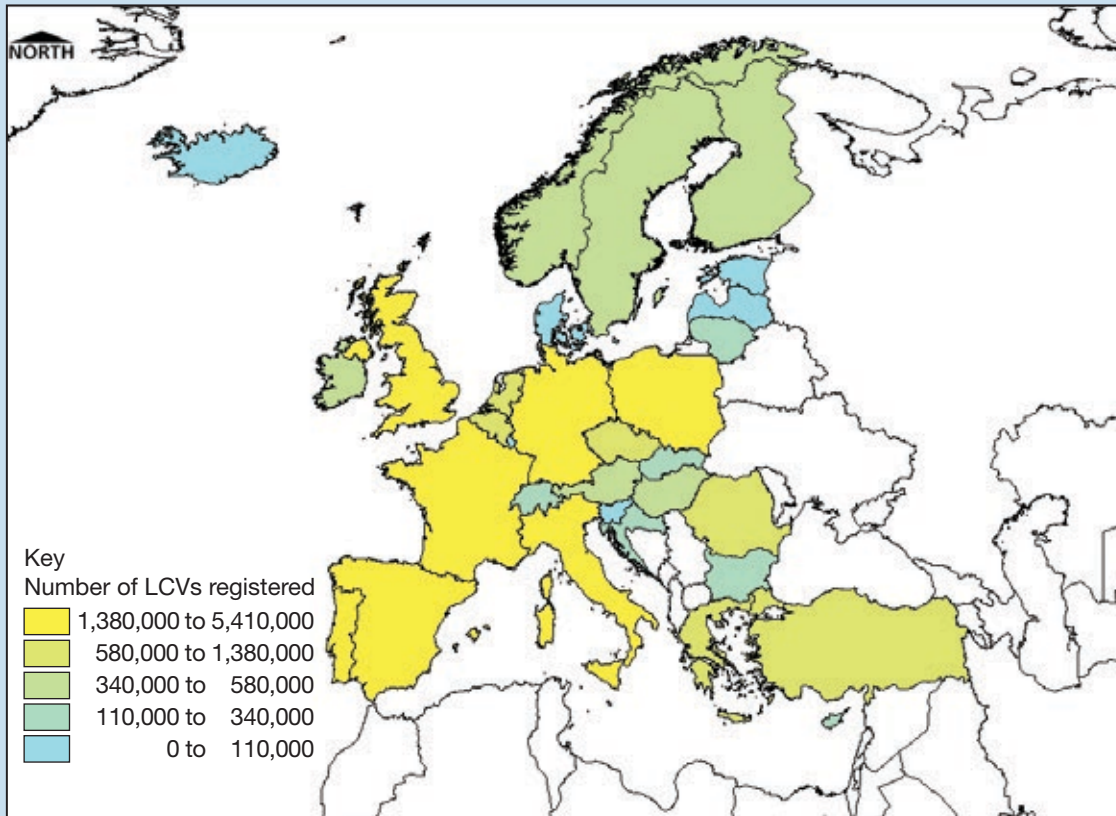 NORTH
Key
Number of LCVs registered
1,380,000 to 5,410,000
580,000 to 1,380,000
340,000 to 580,000
110,000 to 340,000
0 to 110,000